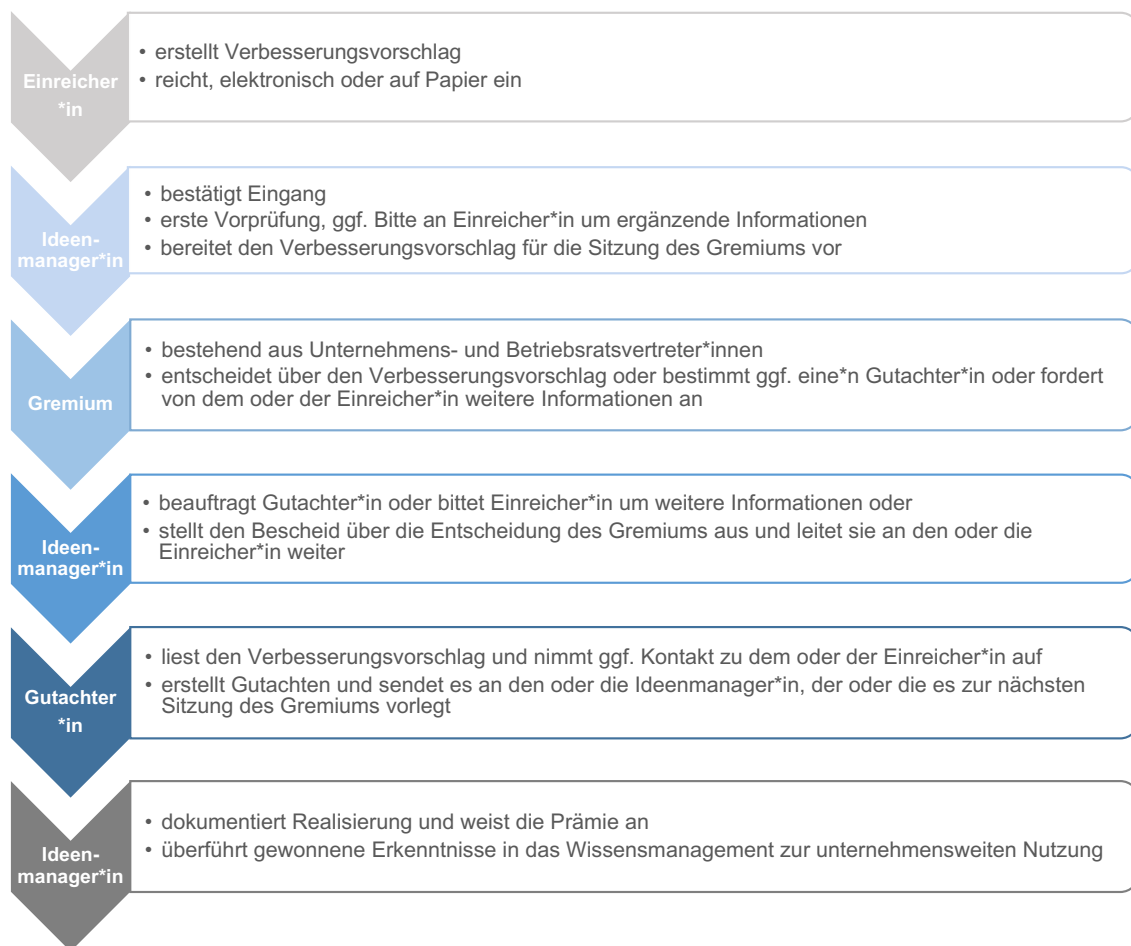 Einreicher
*in
• erstellt Verbesserungsvorschlag
• reicht, elektronisch oder auf Papier ein
Ideen-
manager*in
• bestätigt Eingang
• erste Vorprüfung, ggf. Bitte an Einreicher*in um ergänzende Informationen
• bereitet den Verbesserungsvorschlag für die Sitzung des Gremiums vor
Gremium
• bestehend aus Unternehmens- und Betriebsratsvertreter*innen
• entscheidet über den Verbesserungsvorschlag oder bestimmt ggf. eine*n Gutachter*in oder fordert
von dem oder der Einreicher*in weitere Informationen an
Ideen-
manager*in
• beauftragt Gutachter*in oder bittet Einreicher*in um weitere Informationen oder
• stellt den Bescheid über die Entscheidung des Gremiums aus und leitet sie an den oder die
Einreicher*in weiter
Gutachter
*in
• liest den Verbesserungsvorschlag und nimmt ggf. Kontakt zu dem oder der Einreicher*in auf
• erstellt Gutachten und sendet es an den oder die Ideenmanager*in, der oder die es zur nächsten
Sitzung des Gremiums vorlegt
Ideen-
manager*in
• dokumentiert Realisierung und weist die Prämie an
• überführt gewonnene Erkenntnisse in das Wissensmanagement zur unternehmensweiten Nutzung